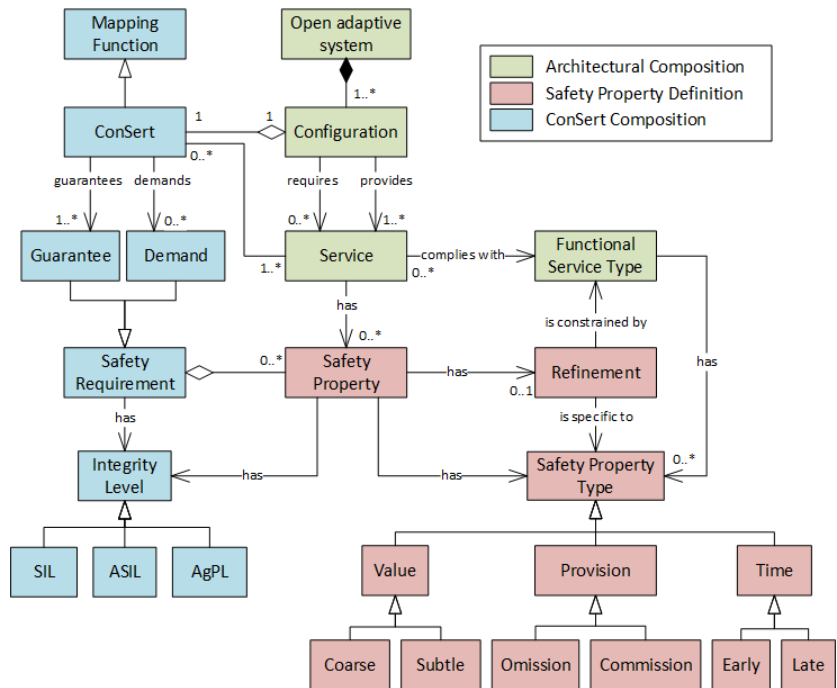 Mapping
Function
Open adaptive
system
Architectural Composition
Safety Property Definition
ConSert Composition
1..*
ConSert
1
1
Configuration
0..*
guarantees
demands
requires
provides
1..*
0..*
0..*
1..*
Guarantee
Demand
Service
complies with
Functional
Service Type
1..*
0..*
has
is constrained by
0..*
Safety
Requirement
0..*
Safety
Property
has
Refinement
has
0..1
has
is specific to
Integrity
Level
has
has
Safety Property
Type
0..*
SIL
ASIL
AgPL
Value
Provision
Time
Coarse
Subtle
Omission
Commission
Early
Late